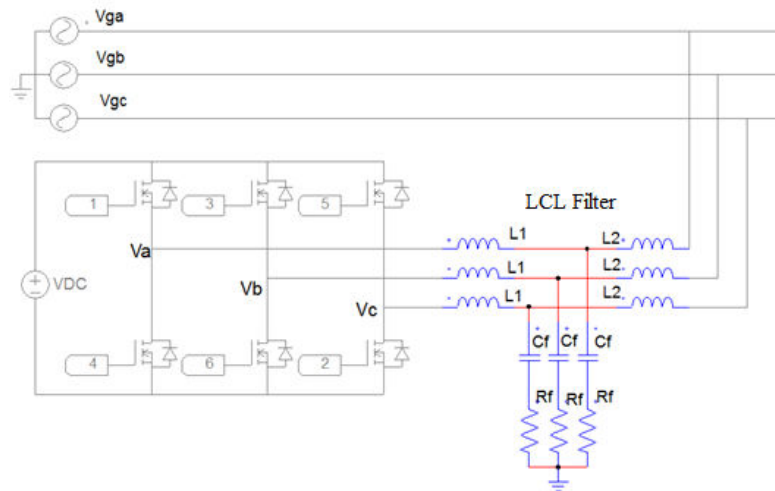 Vga
Vgb
Vgc
1 3 5
LCL Filter
Va L1 L2
VDC Vb L1 L2
Vc L1 L2
4 6 2
Cf Cf Cf
Rf Rf Rf